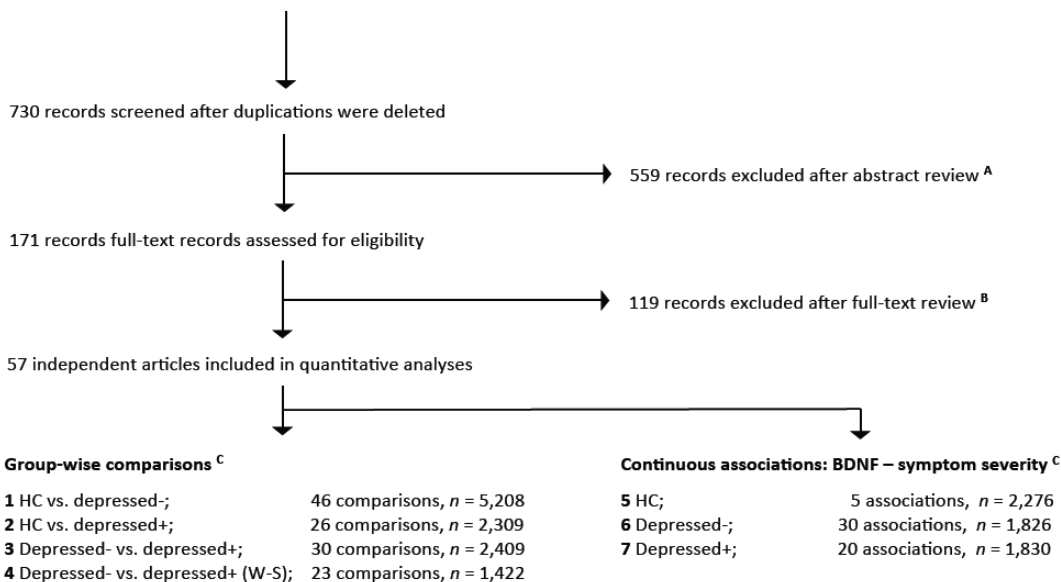 730 records screened after duplications were deleted
559 records excluded after abstract review A
171 records full-text records assessed for eligibility
119 records excluded after full-text review B
57 independent articles included in quantitative analyses
Group-wise comparisons C
1 HC vs. depressed-; 46 comparisons, n = 5,208
2 HC vs. depressed+; 26 comparisons, n = 2,309
3 Depressed- vs. depressed+; 30 comparisons, n = 2,409
4 Depressed- vs. depressed+ (W-S); 23 comparisons, n = 1,422
Continuous associations: BDNF – symptom severity C
5 HC; 5 associations, n = 2,276
6 Depressed-; 30 associations, n = 1,826
7 Depressed+; 20 associations, n = 1,830